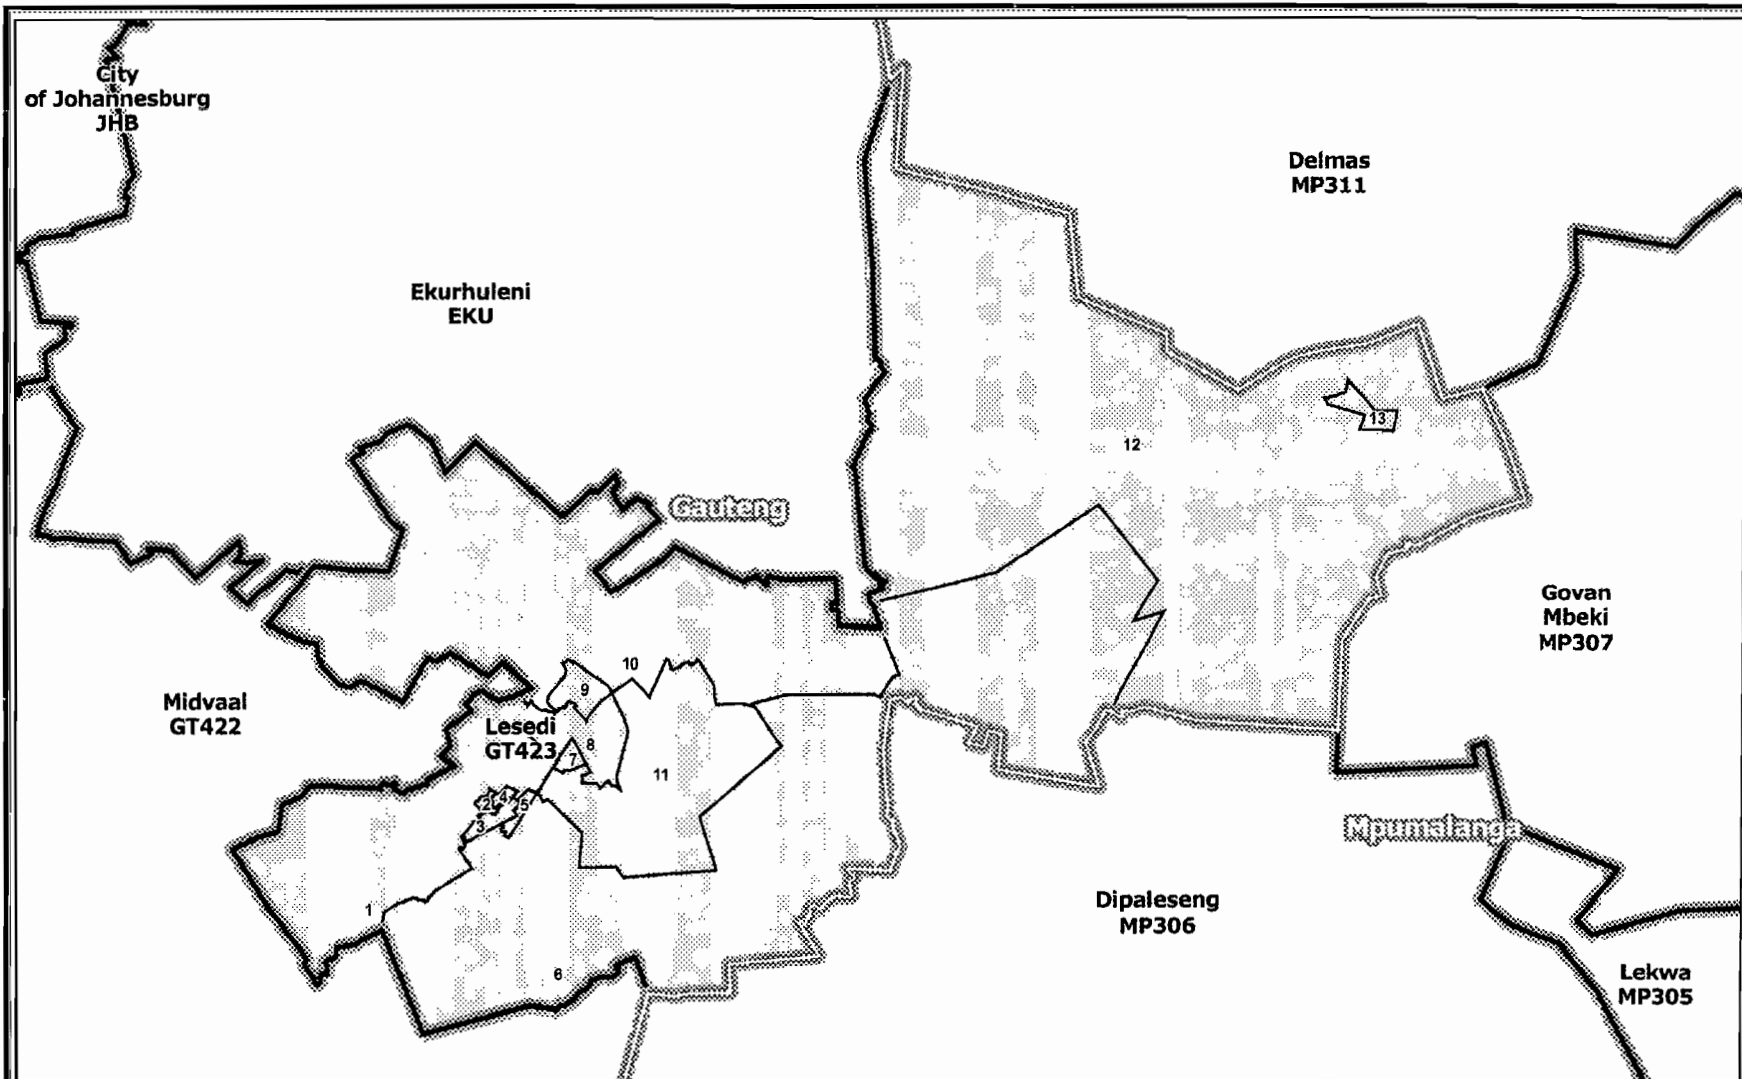 City
of Johannesburg
JHB
Delmas
MP311
Ekurhuleni
EKU
13
12
Gauteng
Govan
Mbeki
MP307
10
9
Midvaal
GT422
Lesedi
GT423
8
7
11
4
2
5
3
Mpumalanga
1
Dipaleseng
MP306
6
Lekwa
MP305